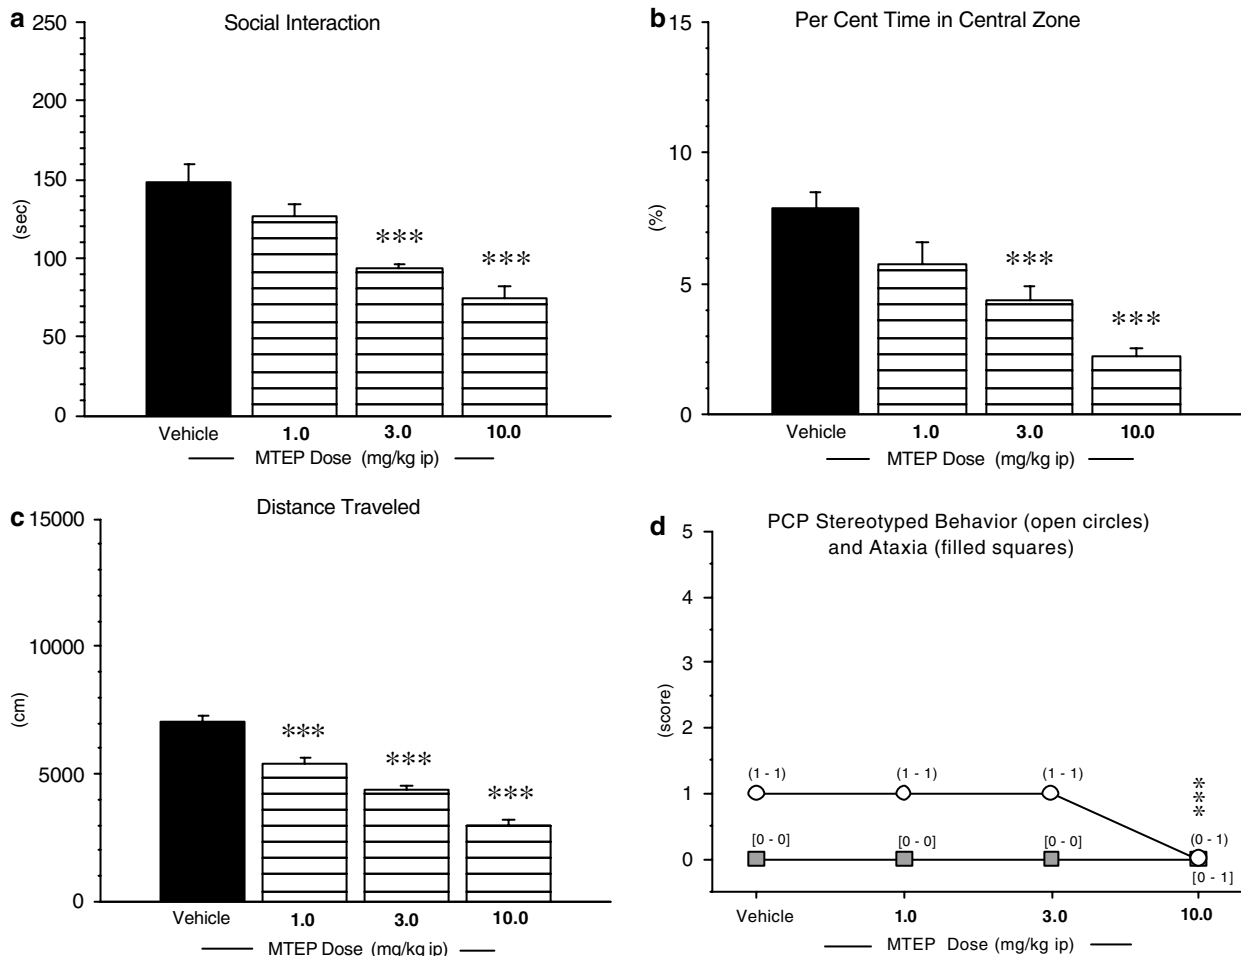 a
Social Interaction
250
200
150
100
50
0
(sec)
***
***
Vehicle 1.0 3.0 10.0
MTEP Dose (mg/kg ip)
b
Per Cent Time in Central Zone
15
10
5
0
(%)
***
***
Vehicle 1.0 3.0 10.0
MTEP Dose (mg/kg ip)
c
Distance Traveled
15000
10000
5000
0
(cm)
***
***
***
Vehicle 1.0 3.0 10.0
MTEP Dose (mg/kg ip)
d
PCP Stereotyped Behavior (open circles)
and Ataxia (filled squares)
5
4
3
2
1
0
(score)
(1 - 1) (1 - 1) (1 - 1)
***
(0 - 1)
[0 - 0] [0 - 0] [0 - 0]
[0 - 1]
Vehicle 1.0 3.0 10.0
MTEP Dose (mg/kg ip)